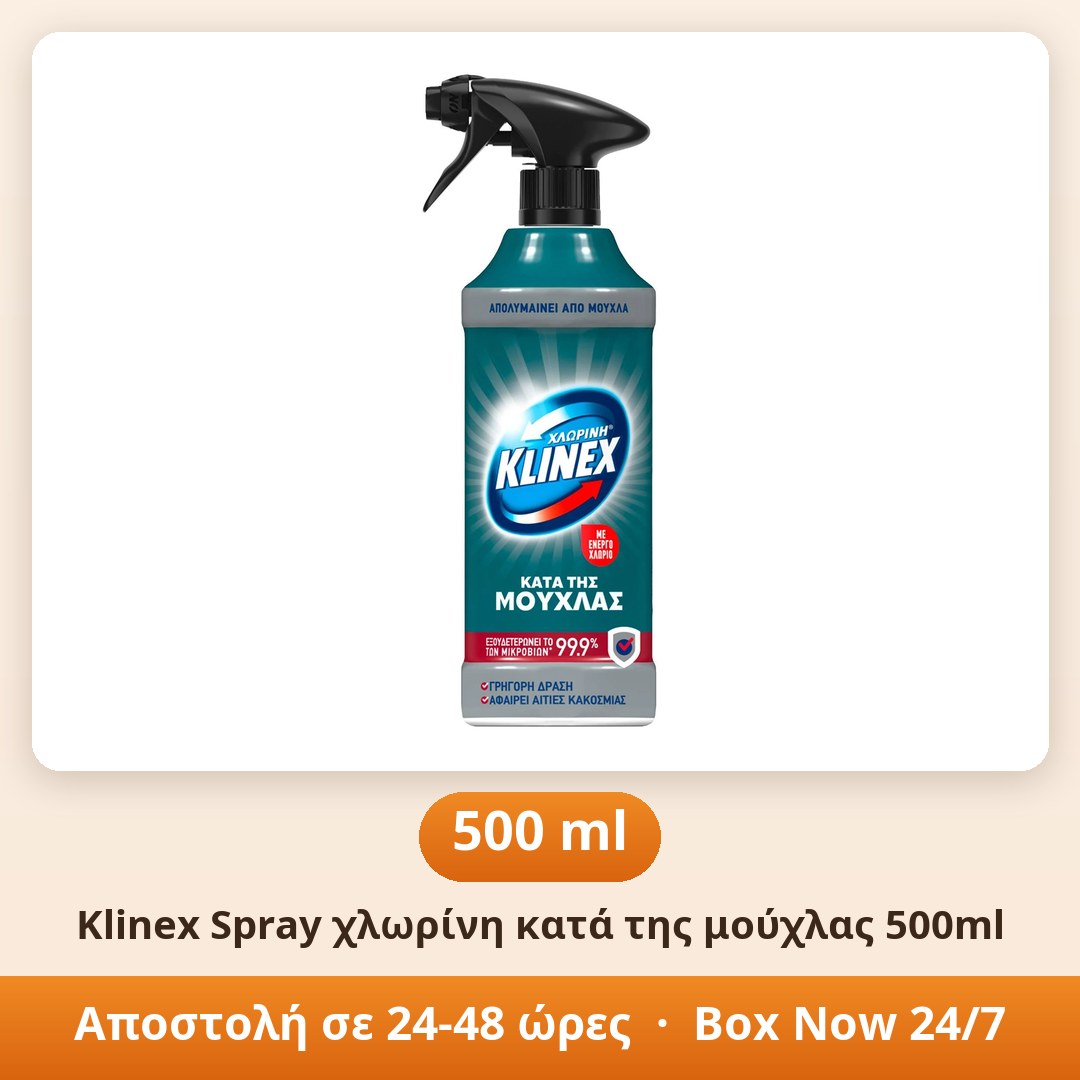 ON
ΑΠΟΛΥΜΑΙΝΕΙ ΑΠΟ ΜΟΥΧΛΑ
ΧΛΩΡΙΝΗ®
KLINEX
ΜΕ
ΕΝΕΡΓΟ
ΧΛΩΡΙΟ
ΚΑΤΑ ΤΗΣ
ΜΟΥΧΛΑΣ
ΕΞΟΥΔΕΤΕΡΩΝΕΙ ΤΟ
ΤΩΝ ΜΙΚΡΟΒΙΩΝ* 99.9%
ΓΡΗΓΟΡΗ ΔΡΑΣΗ
ΑΦΑΙΡΕΙ ΑΙΤΙΕΣ ΚΑΚΟΣΜΙΑΣ
500 ml
Klinex Spray χλωρίνη κατά της μούχλας 500ml
Αποστολή σε 24-48 ώρες · Box Now 24/7